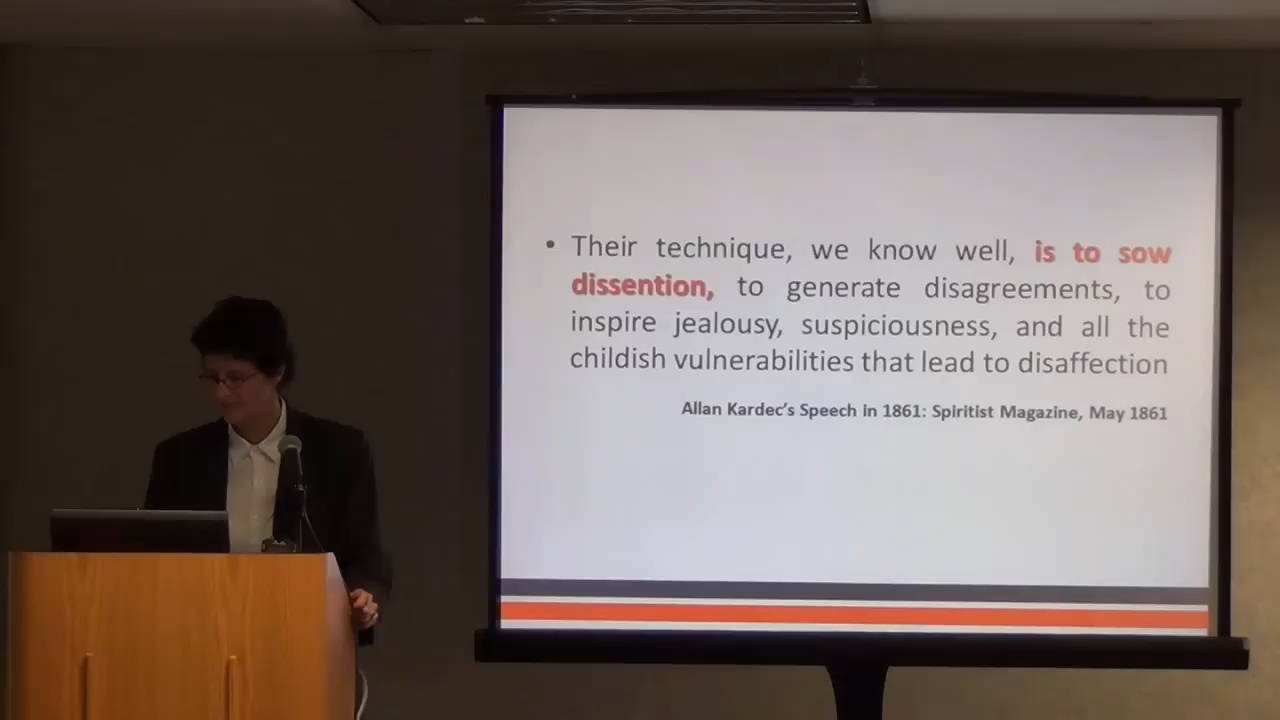 • Their technique, we know well, is to sow
dissention, to generate disagreements, to
inspire jealousy, suspiciousness, and all the
childish vulnerabilities that lead to disaffection
Allan Kardec's Speech in 1861: Spiritist Magazine, May 1861